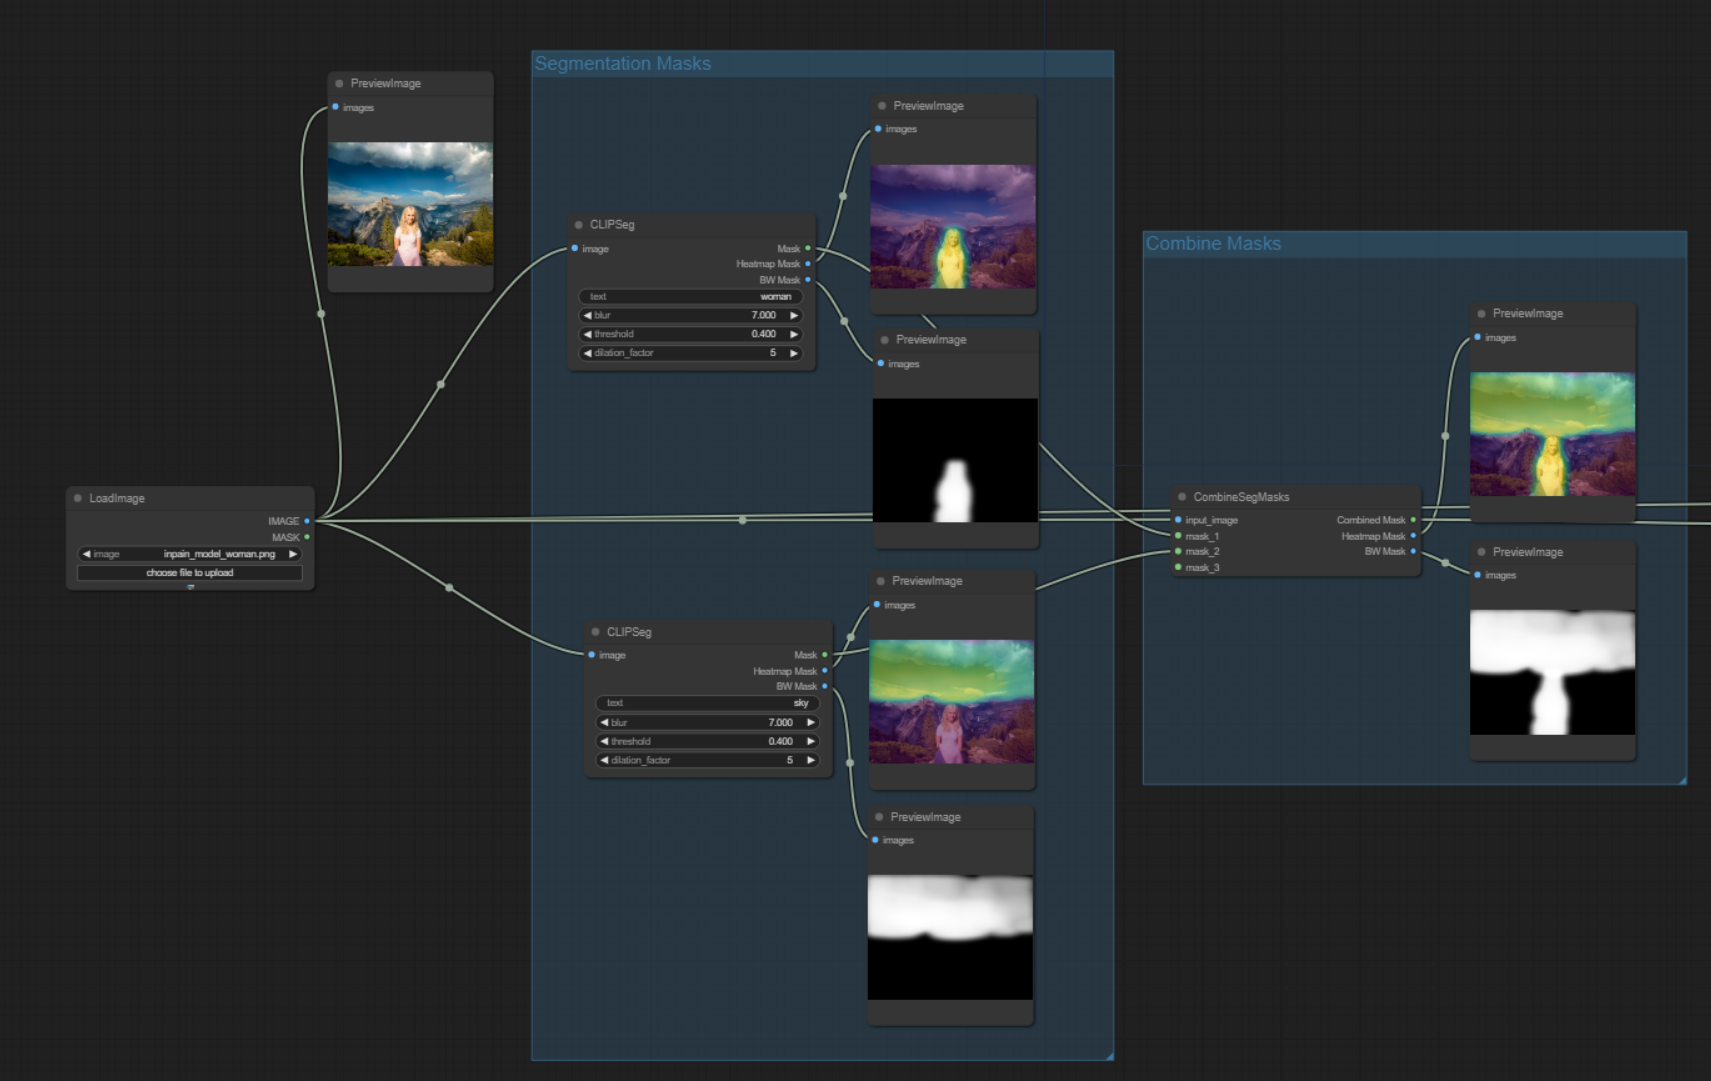 PreviewImage
images
LoadImage
IMAGE
MASK
image inpain_model_woman.png
choose file to upload
Segmentation Masks
CLIPSeg
image Mask
Heatmap Mask
BW Mask
text woman
blur 7.000
threshold 0.400
dilation_factor 5
PreviewImage
images
PreviewImage
images
CLIPSeg
image Mask
Heatmap Mask
BW Mask
text sky
blur 7.000
threshold 0.400
dilation_factor 5
PreviewImage
images
PreviewImage
images
Combine Masks
CombineSegMasks
input_image Combined Mask
mask_1 Heatmap Mask
mask_2 BW Mask
mask_3
PreviewImage
images
PreviewImage
images